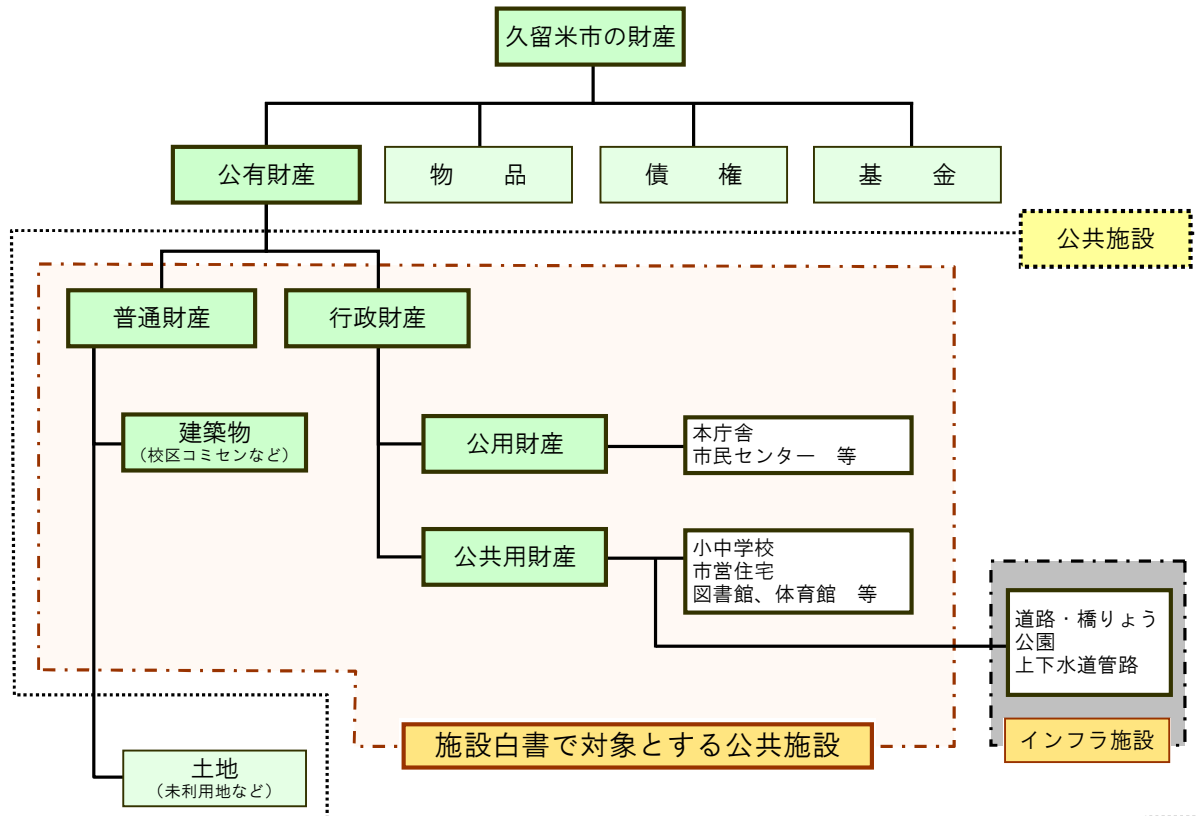 久留米市の財産
公有財産
物　　品
債　　権
基　　金
公共施設
普通財産
行政財産
建築物
（校区コミセンなど）
公用財産
本庁舎
市民センター　等
公共用財産
小中学校
市営住宅
図書館、体育館　等
道路・橋りょう
公園
上下水道管路
インフラ施設
施設白書で対象とする公共施設
土地
（未利用地など）